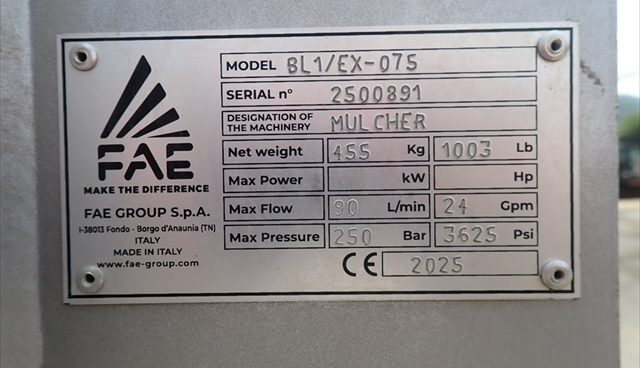 FAE
MAKE THE DIFFERENCE
FAE GROUP S.p.A.
I-38013 Fondo - Borgo d'Anaunia (TN)
ITALY
MADE IN ITALY
www.fae-group.com
MODEL BL1/EX-075
SERIAL n° 2500891
DESIGNATION OF THE MACHINERY MULCHER
Net weight 455 Kg 1003 Lb
Max Power kW Hp
Max Flow 90 L/min 24 Gpm
Max Pressure 250 Bar 3625 Psi
CE 2025